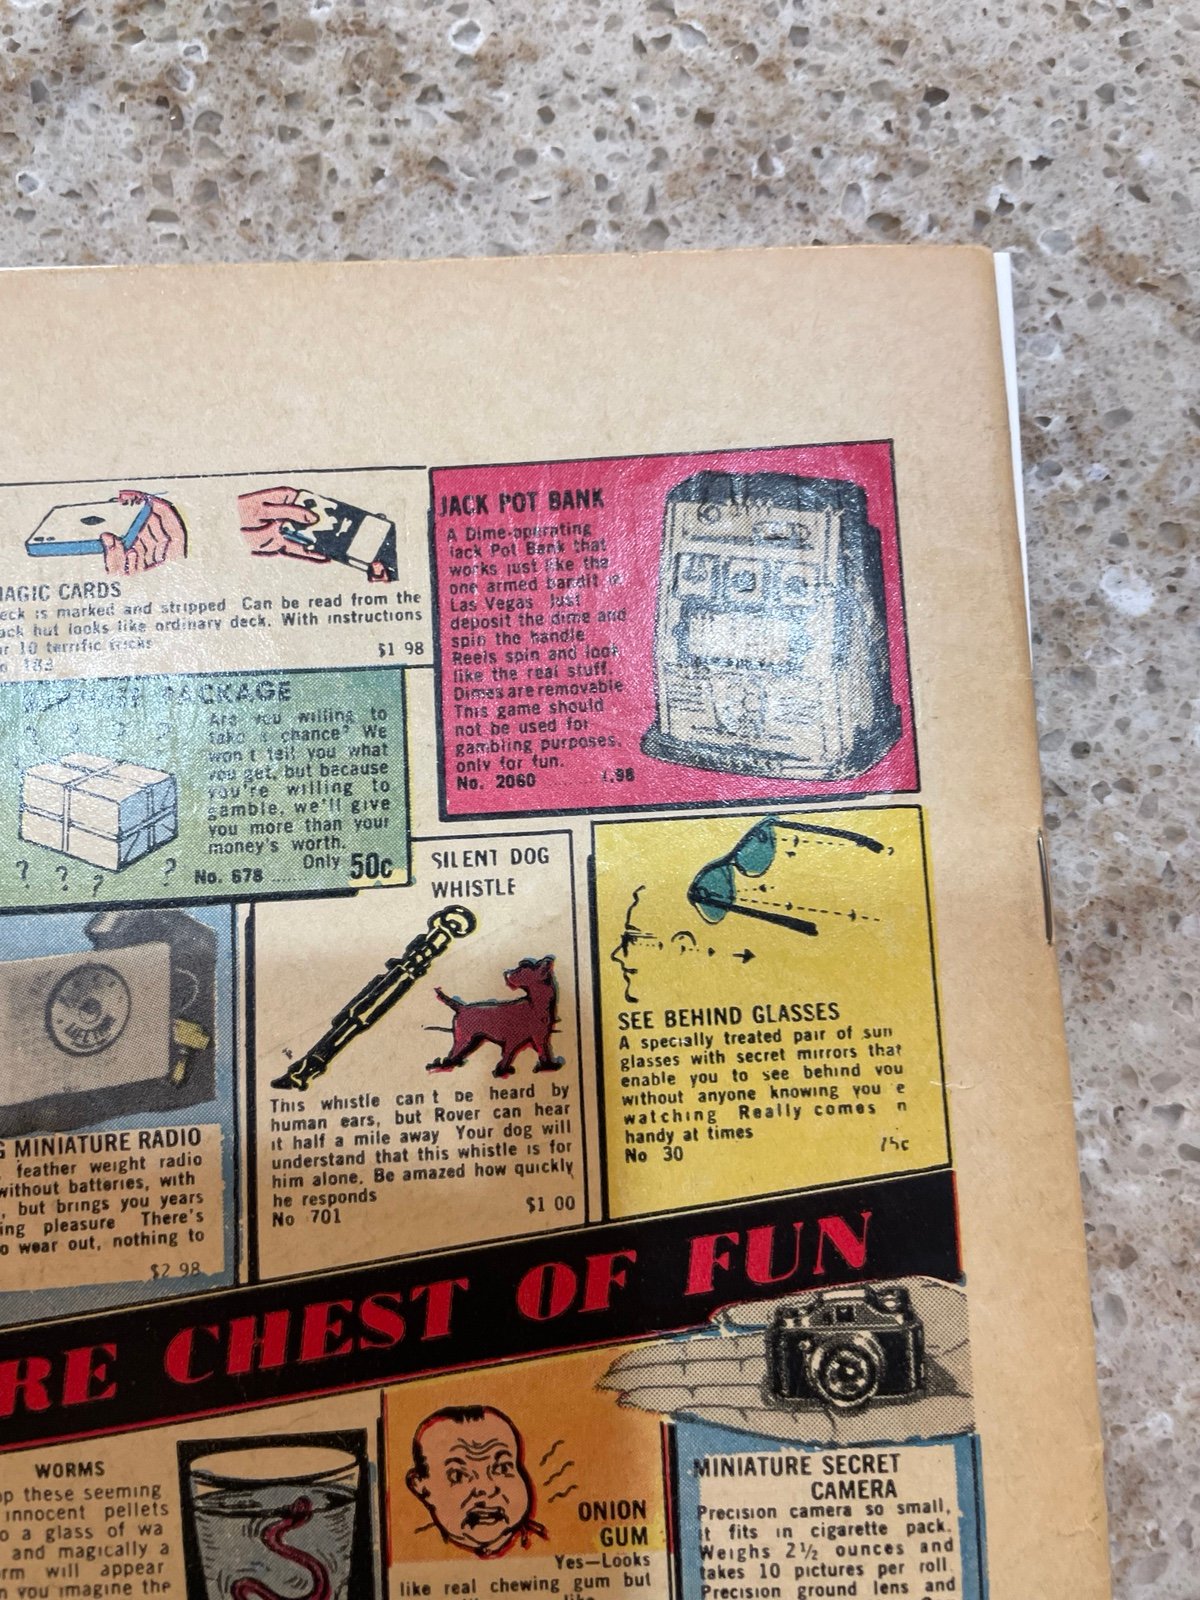 JACK POT BANK
A Dime-operating
Jack Pot Bank that
works just like the
one armed bandit
Las Vegas Just
deposit the dime and
spin the handle
Reels spin and look
like the real stuff.
Dimes are removable
This game should
not be used for
gambling purposes.
only for fun.
No. 2060 ........ 1.98
MAGIC CARDS
is marked and stripped Can be read from the
but looks like ordinary deck. With instructions
10 terrific tricks
$1 98
PACKAGE
Are you willing to
take a chance? We
won't tell you what
you get, but because
you're willing to
gamble, we'll give
you more than your
money's worth.
Only 50c
No. 678 .....
? ? ? ?
SILENT DOG
WHISTLE
This whistle can t be heard by
human ears, but Rover can hear
it half a mile away Your dog will
understand that this whistle is for
him alone. Be amazed how quickly
he responds
No 701 $1 00
SEE BEHIND GLASSES
A specially treated pair of sun
glasses with secret mirrors that
enable you to see behind you
without anyone knowing you e
watching Really comes n
handy at times
No 30 75c
MINIATURE RADIO
feather weight radio
without batteries, with
, but brings you years
ing pleasure There's
o wear out, nothing to
$2 98
RE CHEST OF FUN
WORMS
op these seeming
innocent pellets
o a glass of wa
and magically a
orm will appear
n you imagine the
ONION
GUM
Yes—Looks
like real chewing gum but
MINIATURE SECRET
CAMERA
Precision camera so small,
it fits in cigarette pack.
Weighs 2½ ounces and
takes 10 pictures per roll.
Precision ground lens and